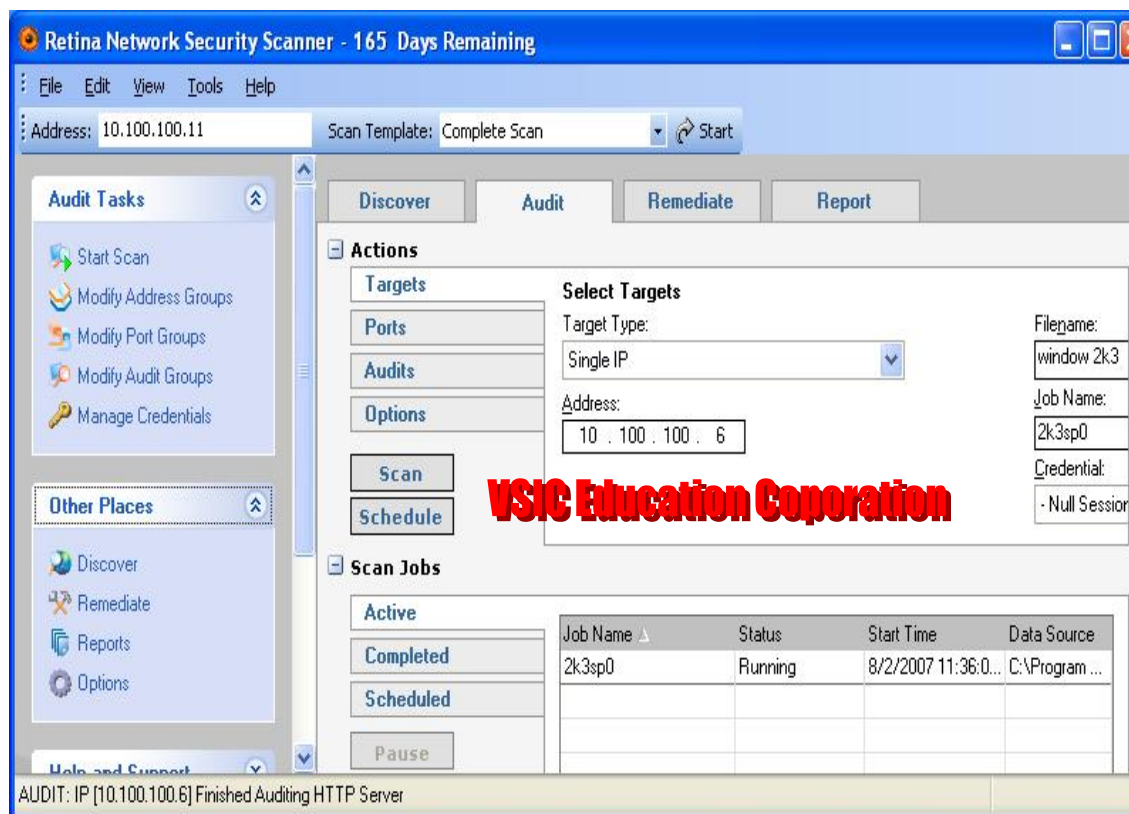 Retina Network Security Scanner - 165 Days Remaining
File Edit View Tools Help
Address: 10.100.100.11 Scan Template: Complete Scan Start
Audit Tasks
Start Scan
Modify Address Groups
Modify Port Groups
Modify Audit Groups
Manage Credentials
Other Places
Discover
Remediate
Reports
Options
Help and Support
Discover Audit Remediate Report
Actions
Targets
Ports
Audits
Options
Scan
Schedule
Select Targets
Target Type:
Single IP
Address:
10 . 100 . 100 . 6
Filename:
window 2k3
Job Name:
2k3sp0
Credential:
- Null Session
VSIC Education Coporation
Scan Jobs
Active
Completed
Scheduled
Pause
Job Name Status Start Time Data Source
2k3sp0 Running 8/2/2007 11:36:0... C:\Program ...
AUDIT: IP [10.100.100.6] Finished Auditing HTTP Server